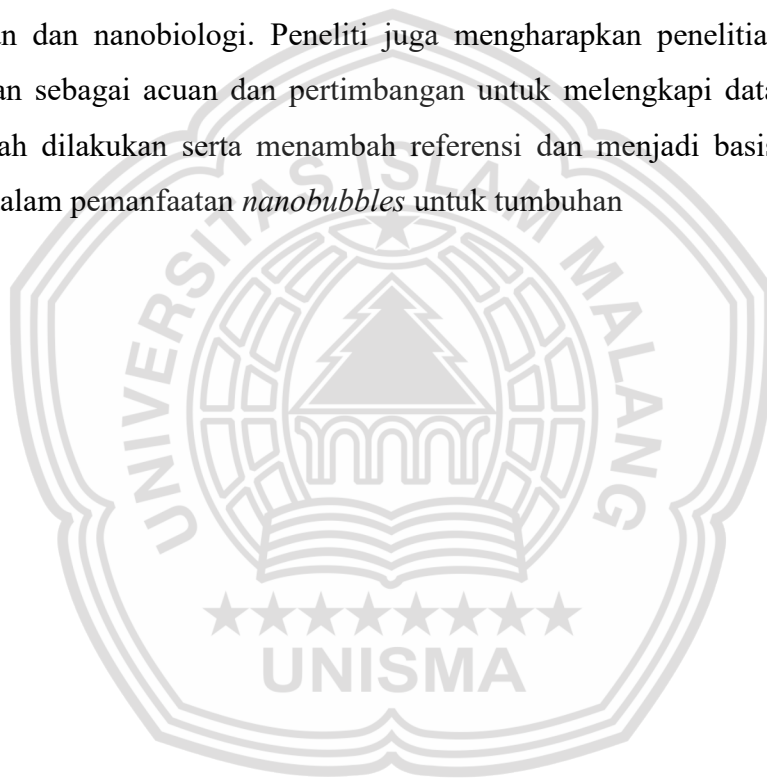 an dan nanobiologi. Peneliti juga mengharapkan penelitia
an sebagai acuan dan pertimbangan untuk melengkapi data
ah dilakukan serta menambah referensi dan menjadi basis
alam pemanfaatan nanobubbles untuk tumbuhan
UNIVERSITAS ISLAM MALANG
UNISMA